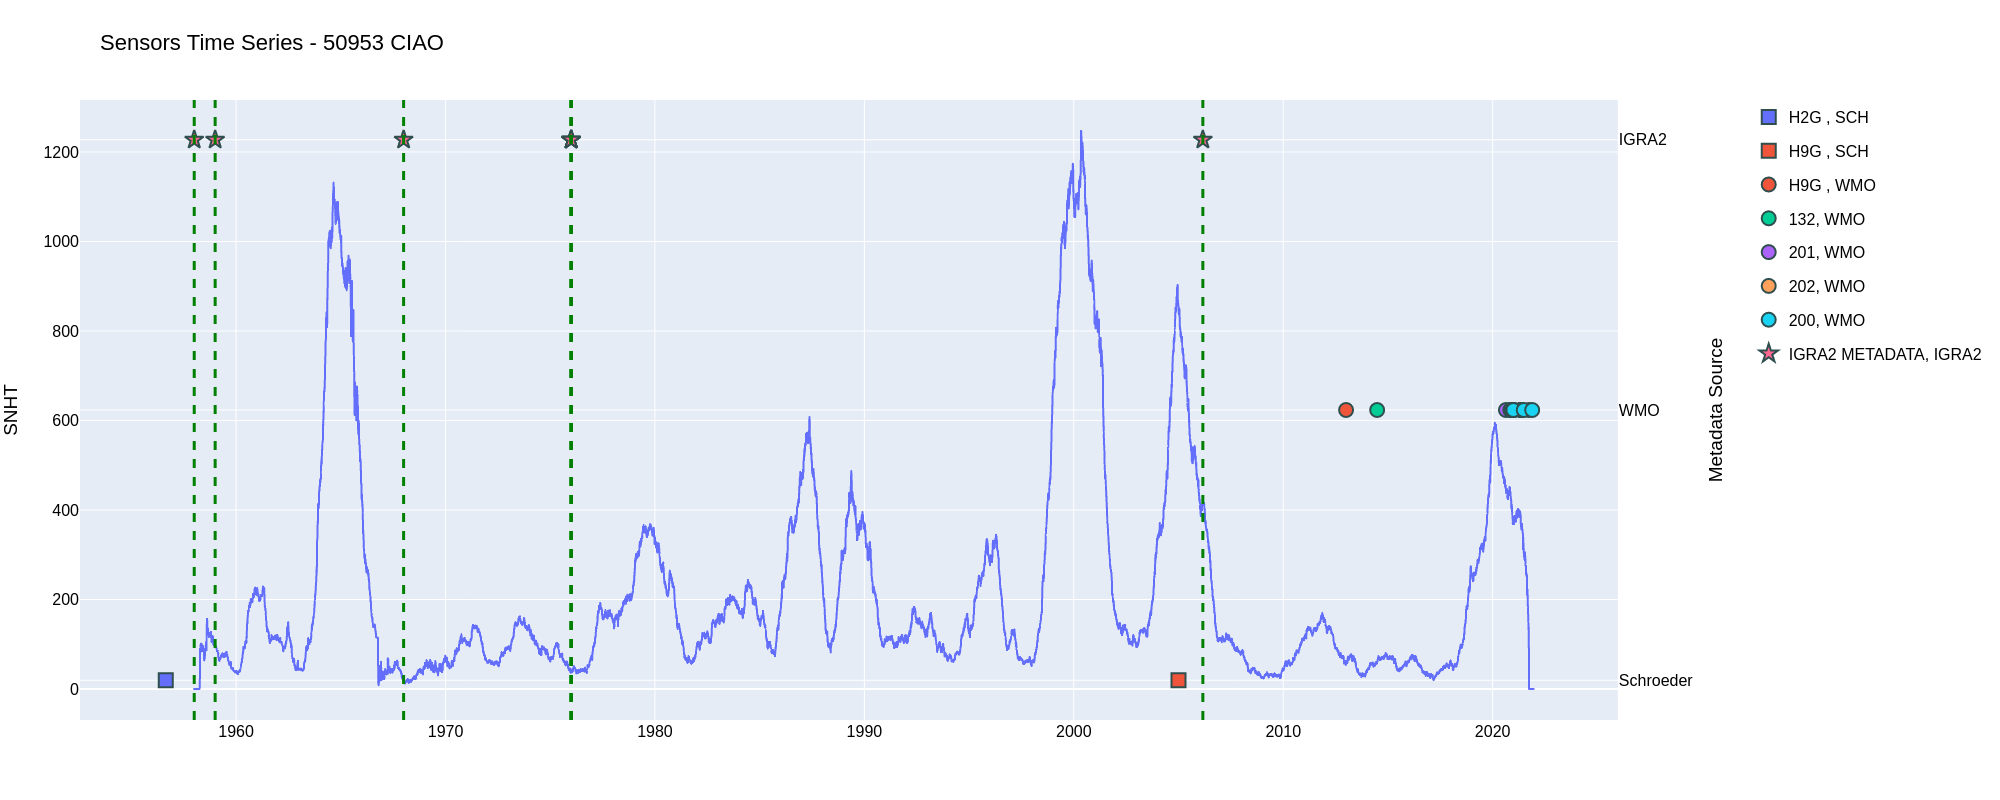 Sensors Time Series - 50953 CIAO
SNHT
1200
1000
800
600
400
200
0
1960
1970
1980
1990
2000
2010
2020
IGRA2
WMO
Schroeder
Metadata Source
H2G , SCH
H9G , SCH
H9G , WMO
132, WMO
201, WMO
202, WMO
200, WMO
IGRA2 METADATA, IGRA2